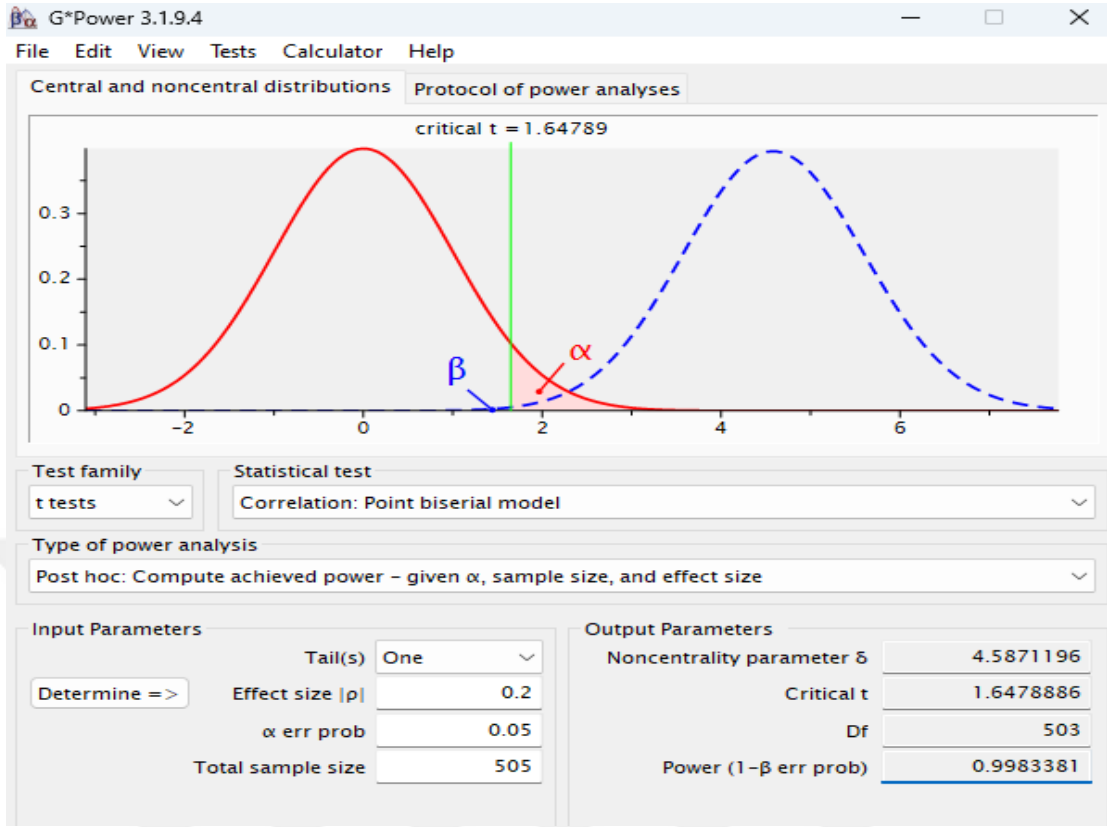 G*Power 3.1.9.4
File Edit View Tests Calculator Help
Central and noncentral distributions Protocol of power analyses
critical t = 1.64789
0.3
0.2
0.1
0
β
α
-2 0 2 4 6
Test family Statistical test
t tests Correlation: Point biserial model
Type of power analysis
Post hoc: Compute achieved power – given α, sample size, and effect size
Input Parameters
Tail(s) One
Determine => Effect size |ρ| 0.2
α err prob 0.05
Total sample size 505
Output Parameters
Noncentrality parameter δ 4.5871196
Critical t 1.6478886
Df 503
Power (1-β err prob) 0.9983381